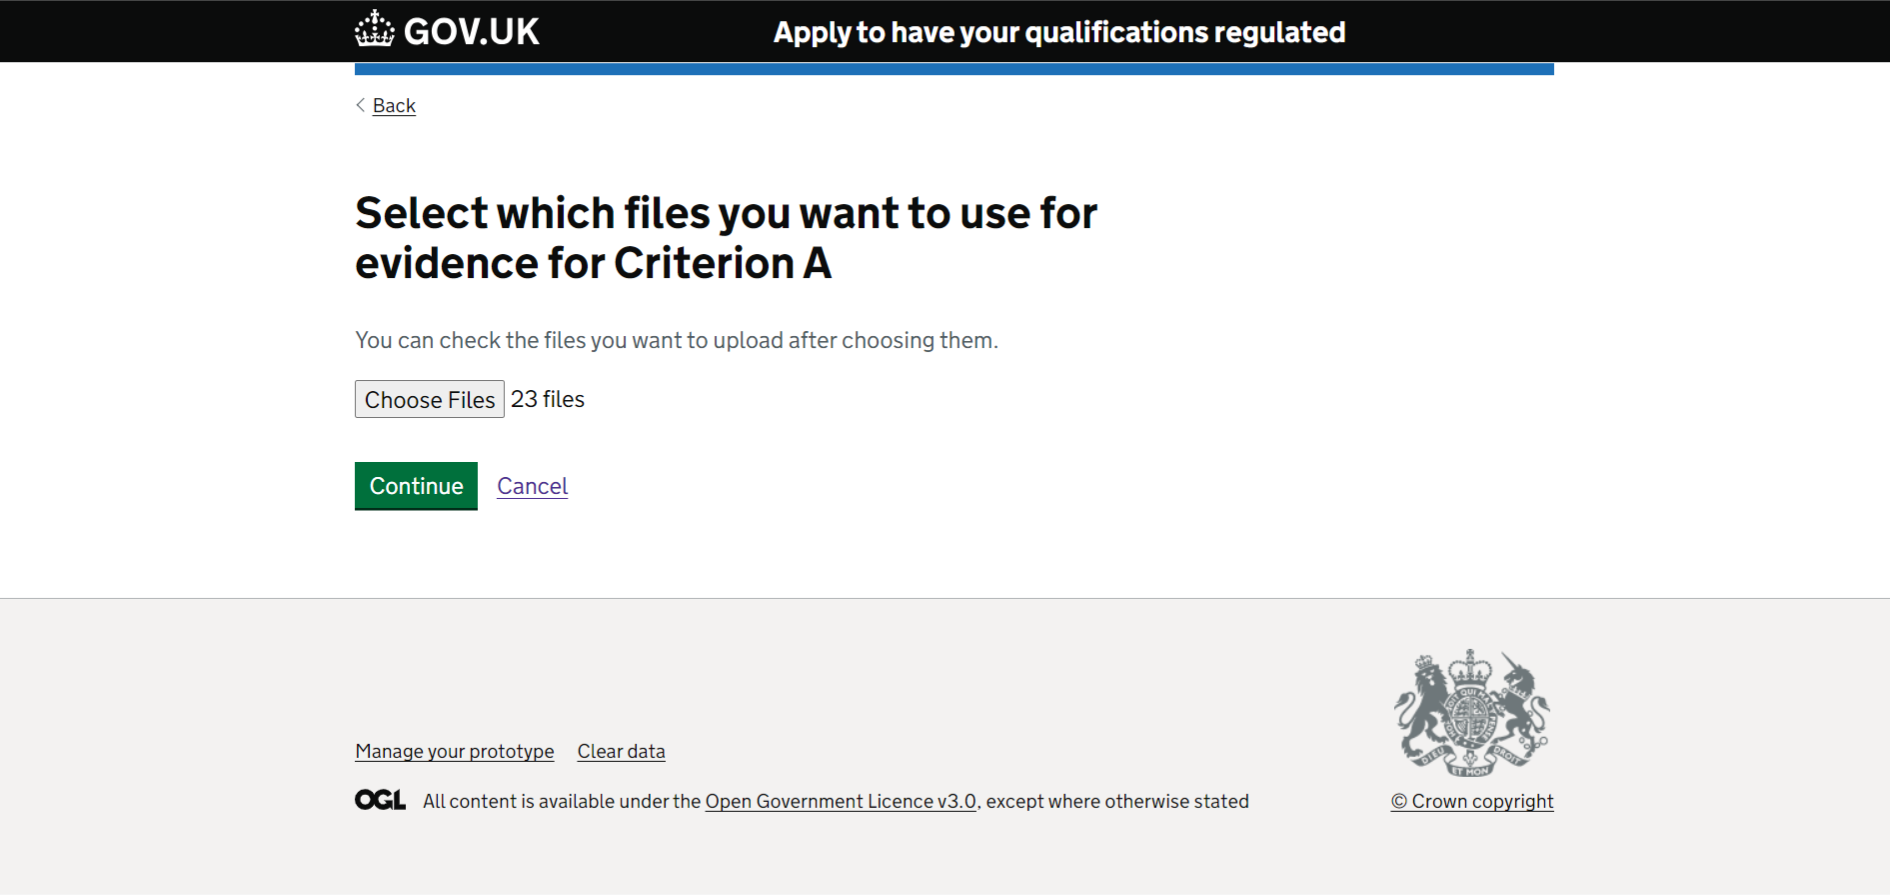 GOV.UK
Apply to have your qualifications regulated
Back
Select which files you want to use for
evidence for Criterion A
You can check the files you want to upload after choosing them.
Choose Files 23 files
Continue Cancel
Manage your prototype Clear data
OGL All content is available under the Open Government Licence v3.0, except where otherwise stated
DIEU ET MON DROIT
© Crown copyright